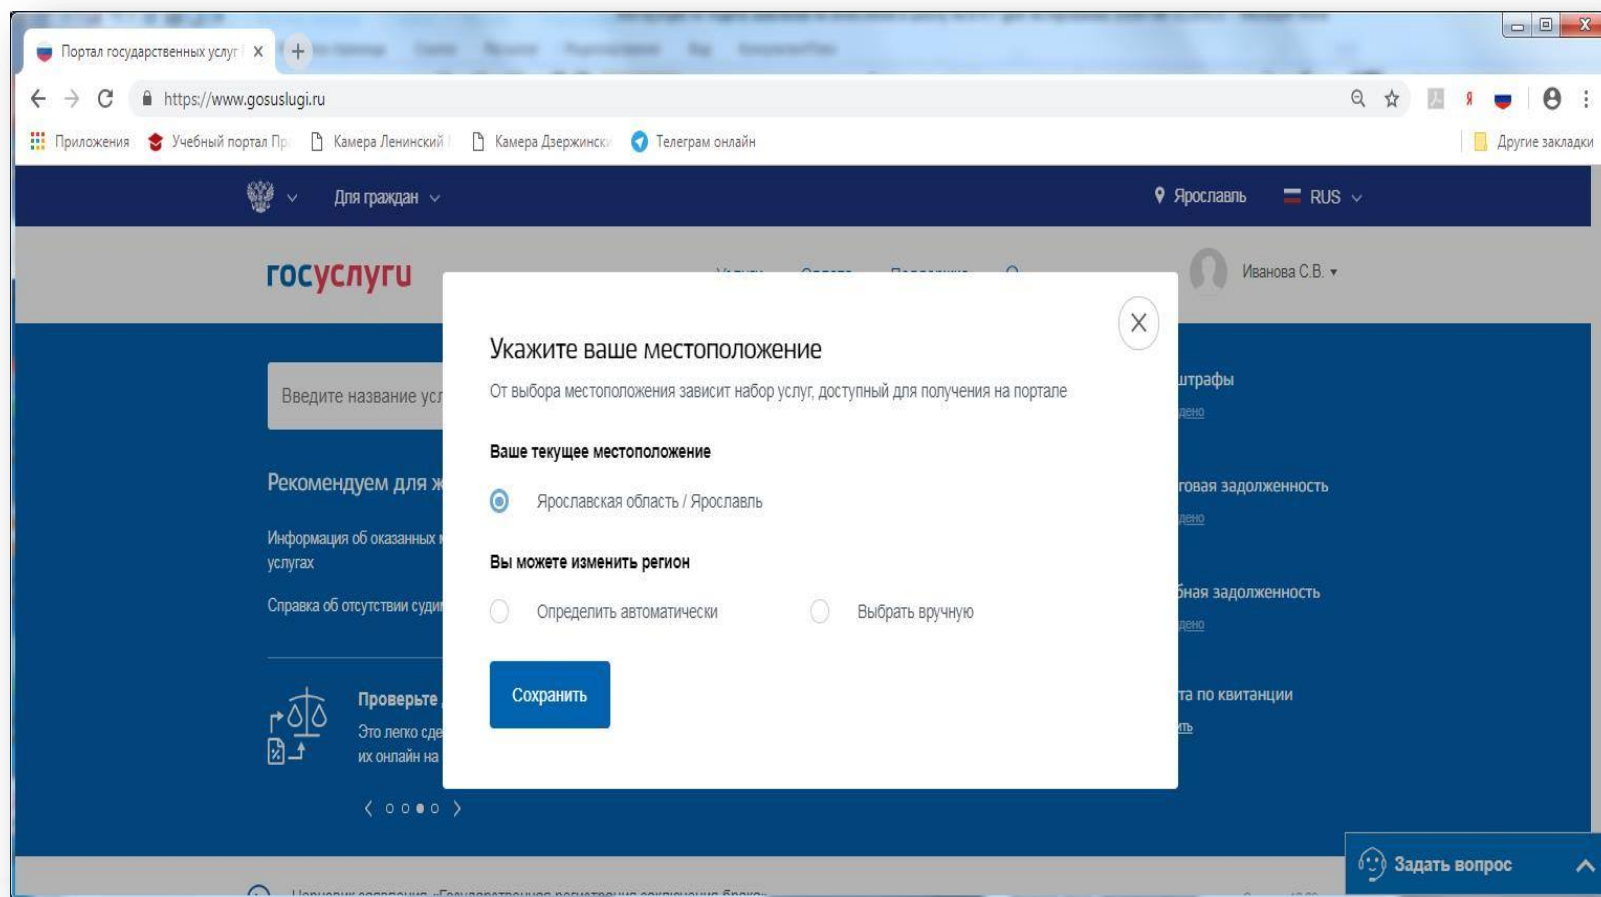 Портал государственных услуг
https://www.gosuslugi.ru
Приложения Учебный портал Камера Ленинский Камера Дзержински Телеграм онлайн Другие закладки
Для граждан Ярославль RUS
госуслуги Иванова С.В.
Укажите ваше местоположение
От выбора местоположения зависит набор услуг, доступный для получения на портале
Ваше текущее местоположение
Ярославская область / Ярославль
Вы можете изменить регион
Определить автоматически Выбрать вручную
Сохранить
Введите название усл
Рекомендуем для ж
Информация об оказанных
услугах
Справка об отсутствии суди
Проверьте
Это легко сде
их онлайн на
штрафы
дено
говая задолженность
дено
бная задолженность
дено
та по квитанции
ть
Задать вопрос